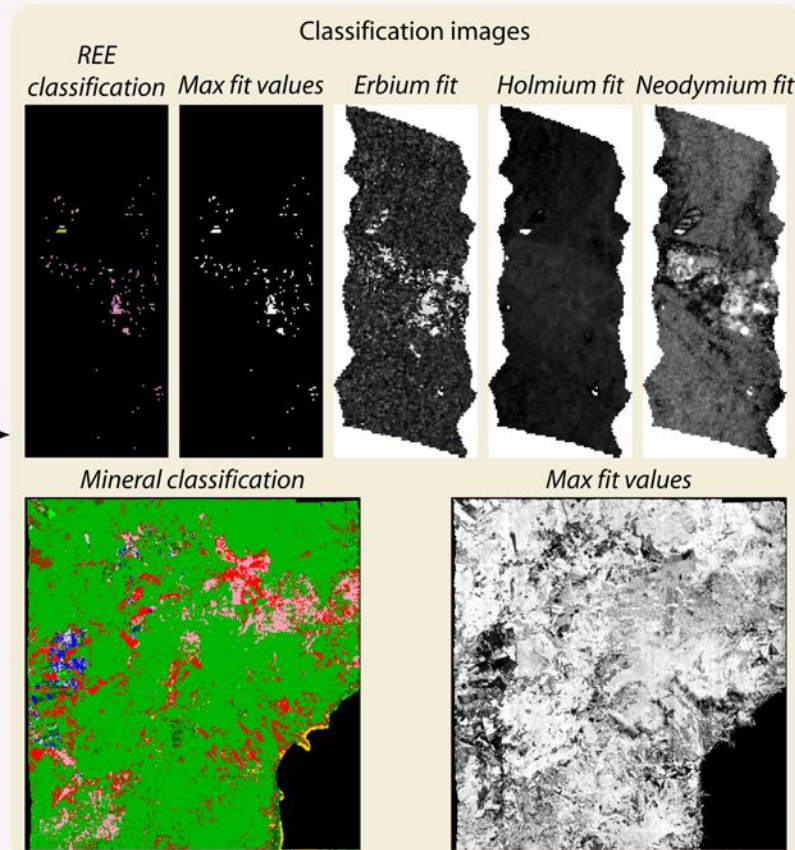 Classification images
REE
classification
Max fit values
Erbium fit
Holmium fit
Neodymium fit
Mineral classification
Max fit values